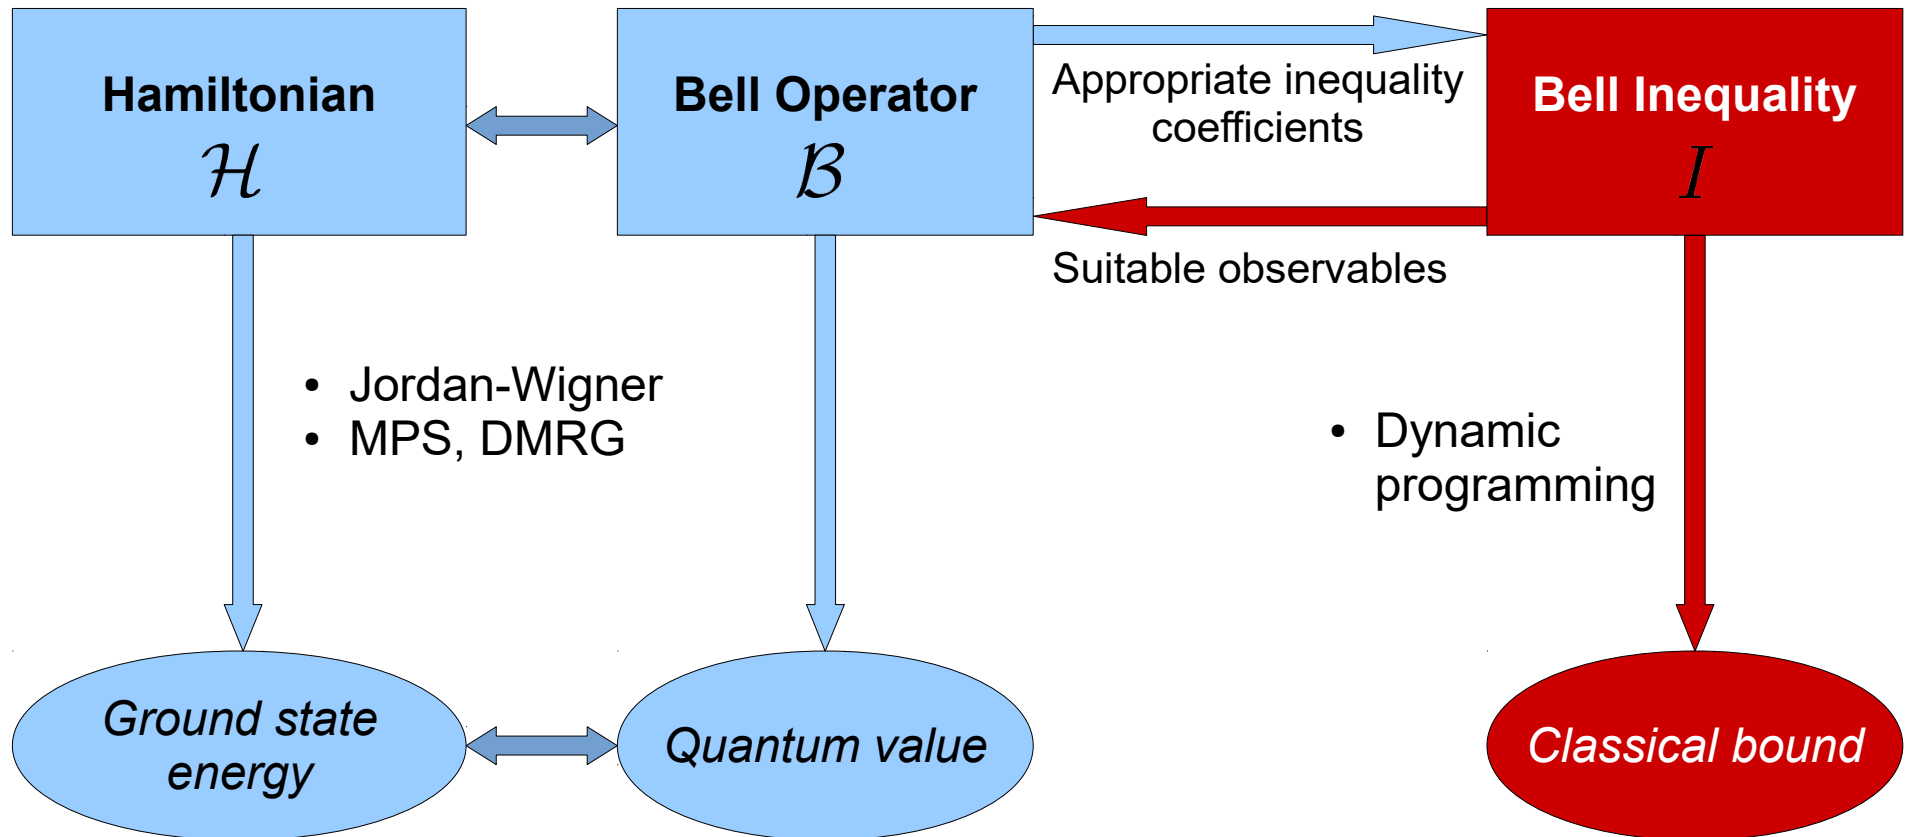 Hamiltonian
ℋ
Bell Operator
ℬ
Appropriate inequality
coefficients
Bell Inequality
I
Suitable observables
• Jordan-Wigner
• MPS, DMRG
• Dynamic
programming
Ground state
energy
Quantum value
Classical bound